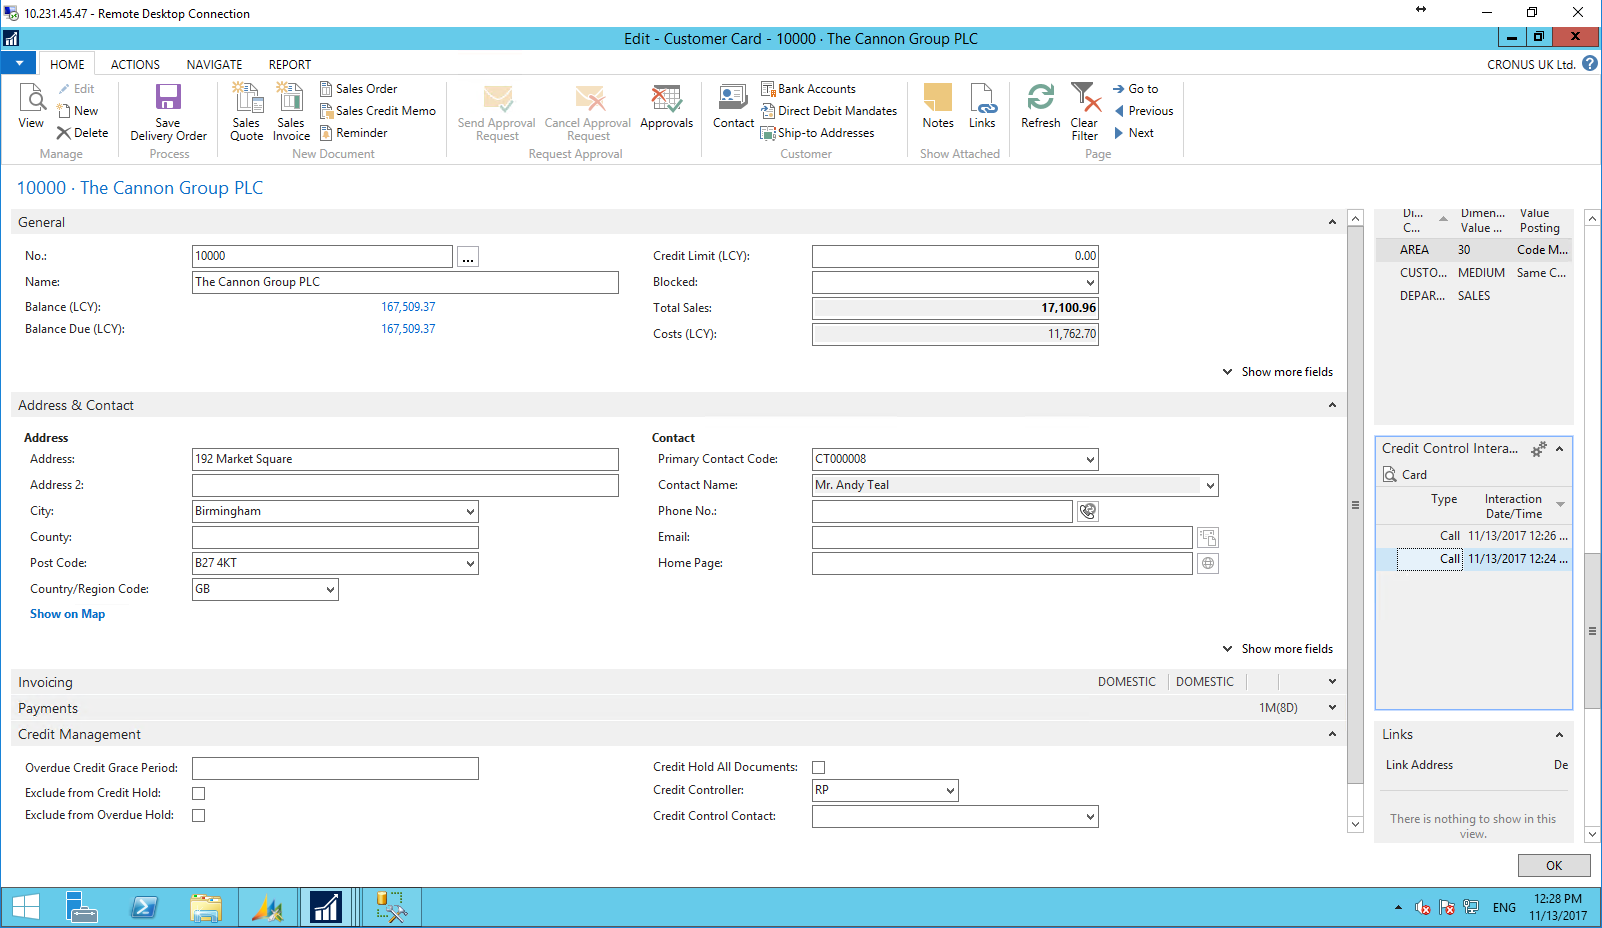 10.231.45.47 - Remote Desktop Connection
Edit - Customer Card - 10000 · The Cannon Group PLC
HOME ACTIONS NAVIGATE REPORT CRONUS UK Ltd. ?
View
Edit
New
Delete
Manage
Save Delivery Order
Process
Sales Quote
Sales Invoice
Sales Order
Sales Credit Memo
Reminder
New Document
Send Approval Request
Cancel Approval Request
Approvals
Request Approval
Contact
Bank Accounts
Direct Debit Mandates
Ship-to Addresses
Customer
Notes
Links
Show Attached
Refresh
Clear Filter
Go to
Previous
Next
Page
10000 · The Cannon Group PLC
General
No.: 10000 ...
Name: The Cannon Group PLC
Balance (LCY): 167,509.37
Balance Due (LCY): 167,509.37
Credit Limit (LCY): 0.00
Blocked:
Total Sales: 17,100.96
Costs (LCY): 11,762.70
Show more fields
Address & Contact
Address
Address: 192 Market Square
Address 2:
City: Birmingham
County:
Post Code: B27 4KT
Country/Region Code: GB
Show on Map
Contact
Primary Contact Code: CT000008
Contact Name: Mr. Andy Teal
Phone No.:
Email:
Home Page:
Show more fields
Invoicing DOMESTIC DOMESTIC
Payments 1M(8D)
Credit Management
Overdue Credit Grace Period:
Exclude from Credit Hold:
Exclude from Overdue Hold:
Credit Hold All Documents:
Credit Controller: RP
Credit Control Contact:
Di... Dimen... Value
C... Value ... Posting
AREA 30 Code M...
CUSTO... MEDIUM Same C...
DEPAR... SALES
Credit Control Intera...
Card
Type Interaction Date/Time
Call 11/13/2017 12:26 ...
Call 11/13/2017 12:24 ...
Links
Link Address De
There is nothing to show in this
view.
OK
ENG
12:28 PM
11/13/2017